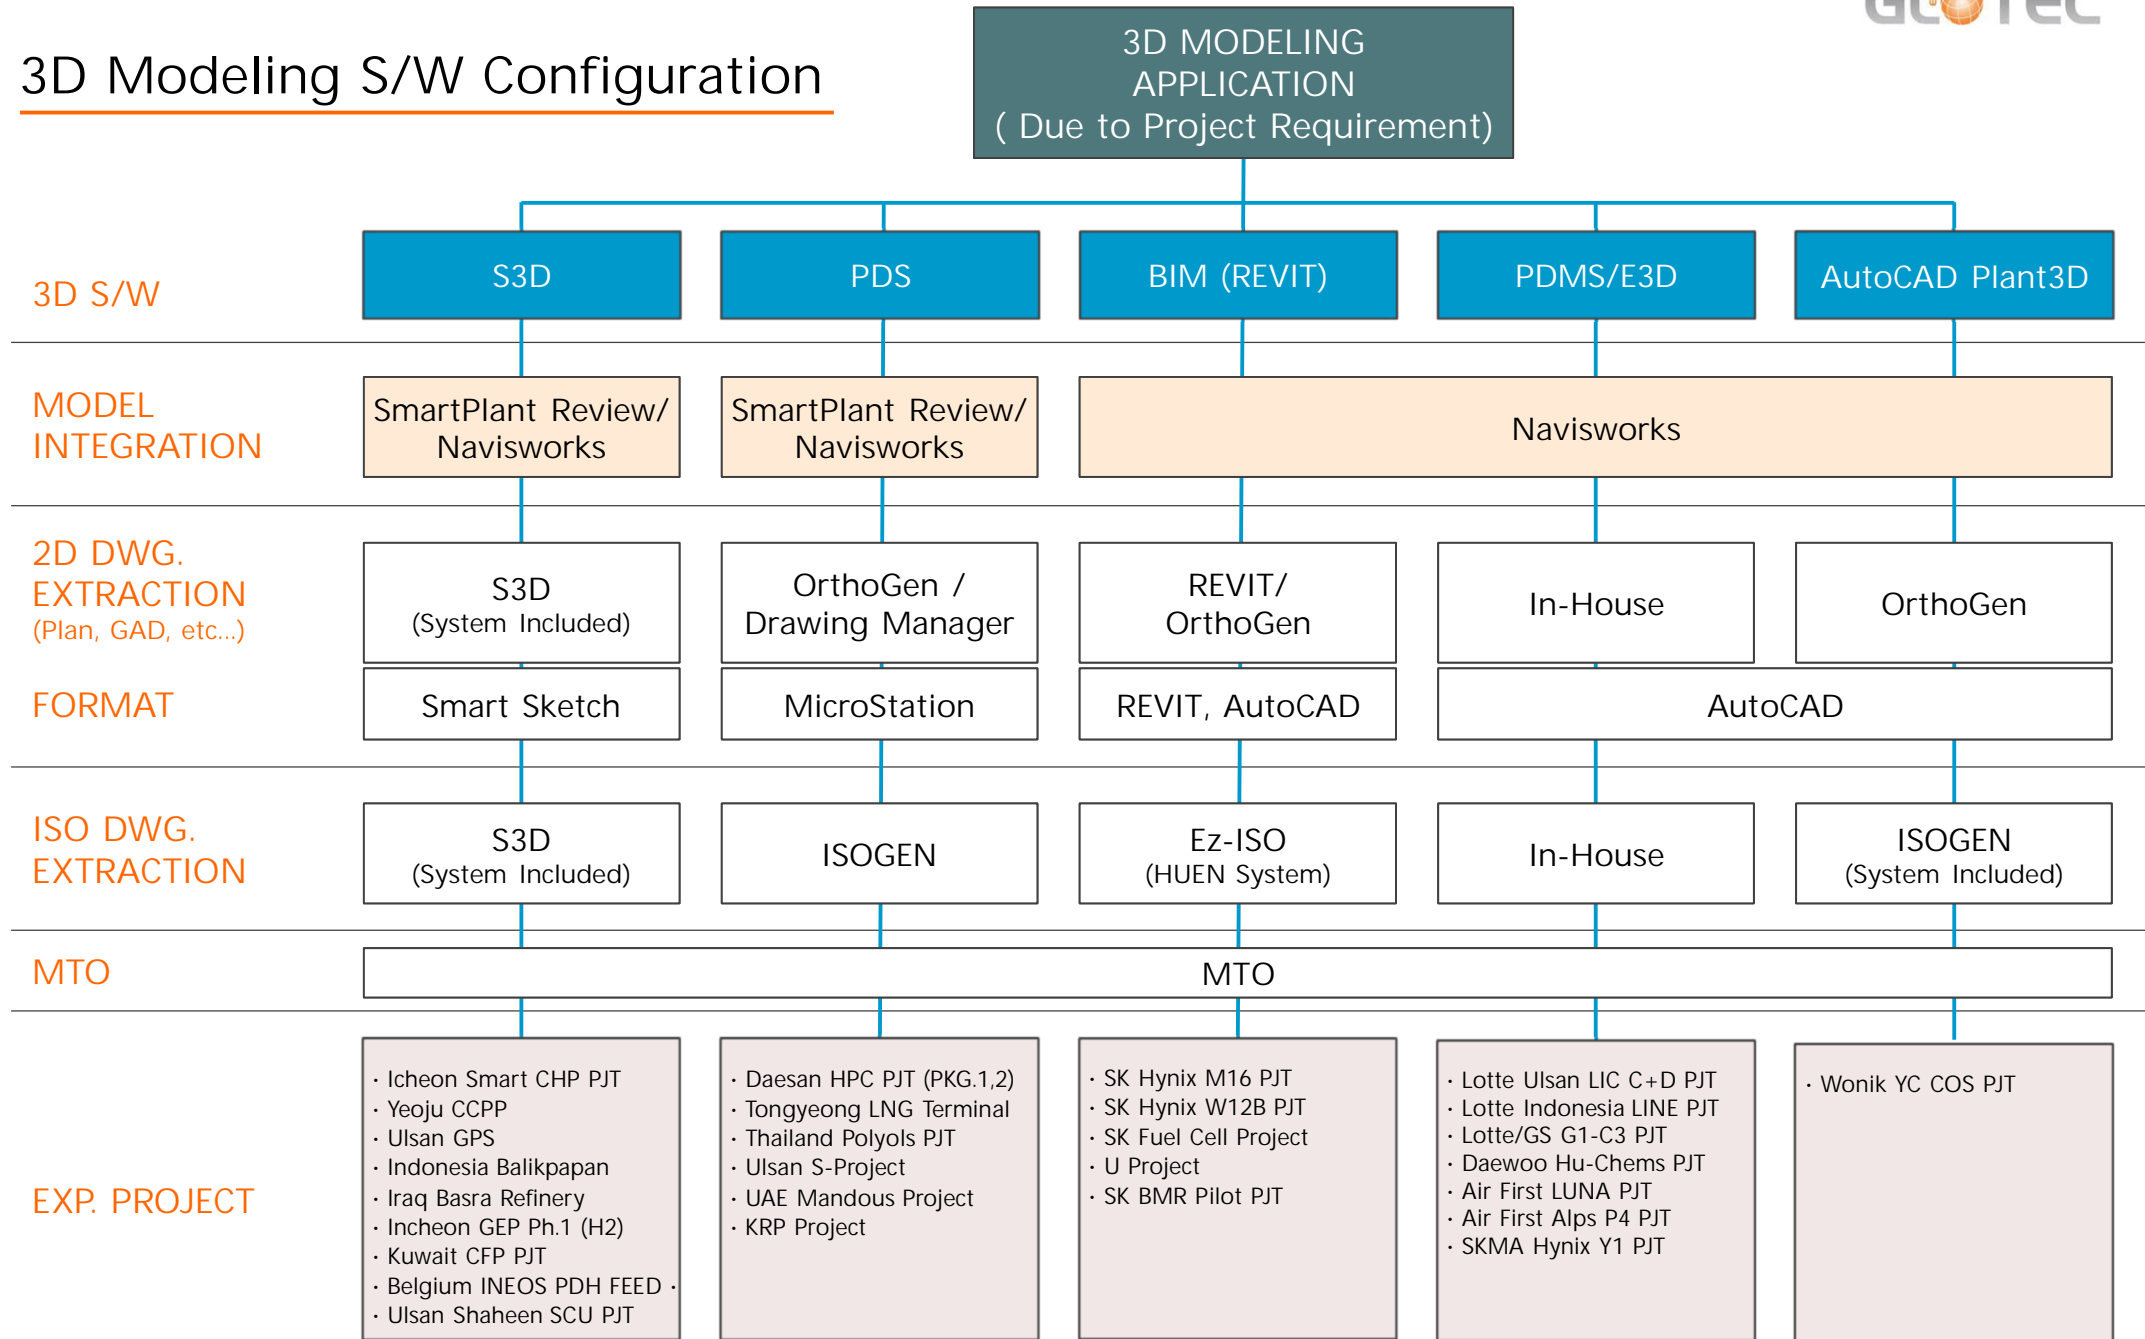 3D Modeling S/W Configuration
3D MODELING
APPLICATION
( Due to Project Requirement)
3D S/W
S3D
PDS
BIM (REVIT)
PDMS/E3D
AutoCAD Plant3D
MODEL
INTEGRATION
SmartPlant Review/
Navisworks
SmartPlant Review/
Navisworks
Navisworks
2D DWG.
EXTRACTION
(Plan, GAD, etc...)
S3D
(System Included)
OrthoGen /
Drawing Manager
REVIT/
OrthoGen
In-House
OrthoGen
FORMAT
Smart Sketch
MicroStation
REVIT, AutoCAD
AutoCAD
ISO DWG.
EXTRACTION
S3D
(System Included)
ISOGEN
Ez-ISO
(HUEN System)
In-House
ISOGEN
(System Included)
MTO
MTO
EXP. PROJECT
· Icheon Smart CHP PJT
· Yeoju CCPP
· Ulsan GPS
· Indonesia Balikpapan
· Iraq Basra Refinery
· Incheon GEP Ph.1 (H2)
· Kuwait CFP PJT
· Belgium INEOS PDH FEED ·
· Ulsan Shaheen SCU PJT
· Daesan HPC PJT (PKG.1,2)
· Tongyeong LNG Terminal
· Thailand Polyols PJT
· Ulsan S-Project
· UAE Mandous Project
· KRP Project
· SK Hynix M16 PJT
· SK Hynix W12B PJT
· SK Fuel Cell Project
· U Project
· SK BMR Pilot PJT
· Lotte Ulsan LIC C+D PJT
· Lotte Indonesia LINE PJT
· Lotte/GS G1-C3 PJT
· Daewoo Hu-Chems PJT
· Air First LUNA PJT
· Air First Alps P4 PJT
· SKMA Hynix Y1 PJT
· Wonik YC COS PJT